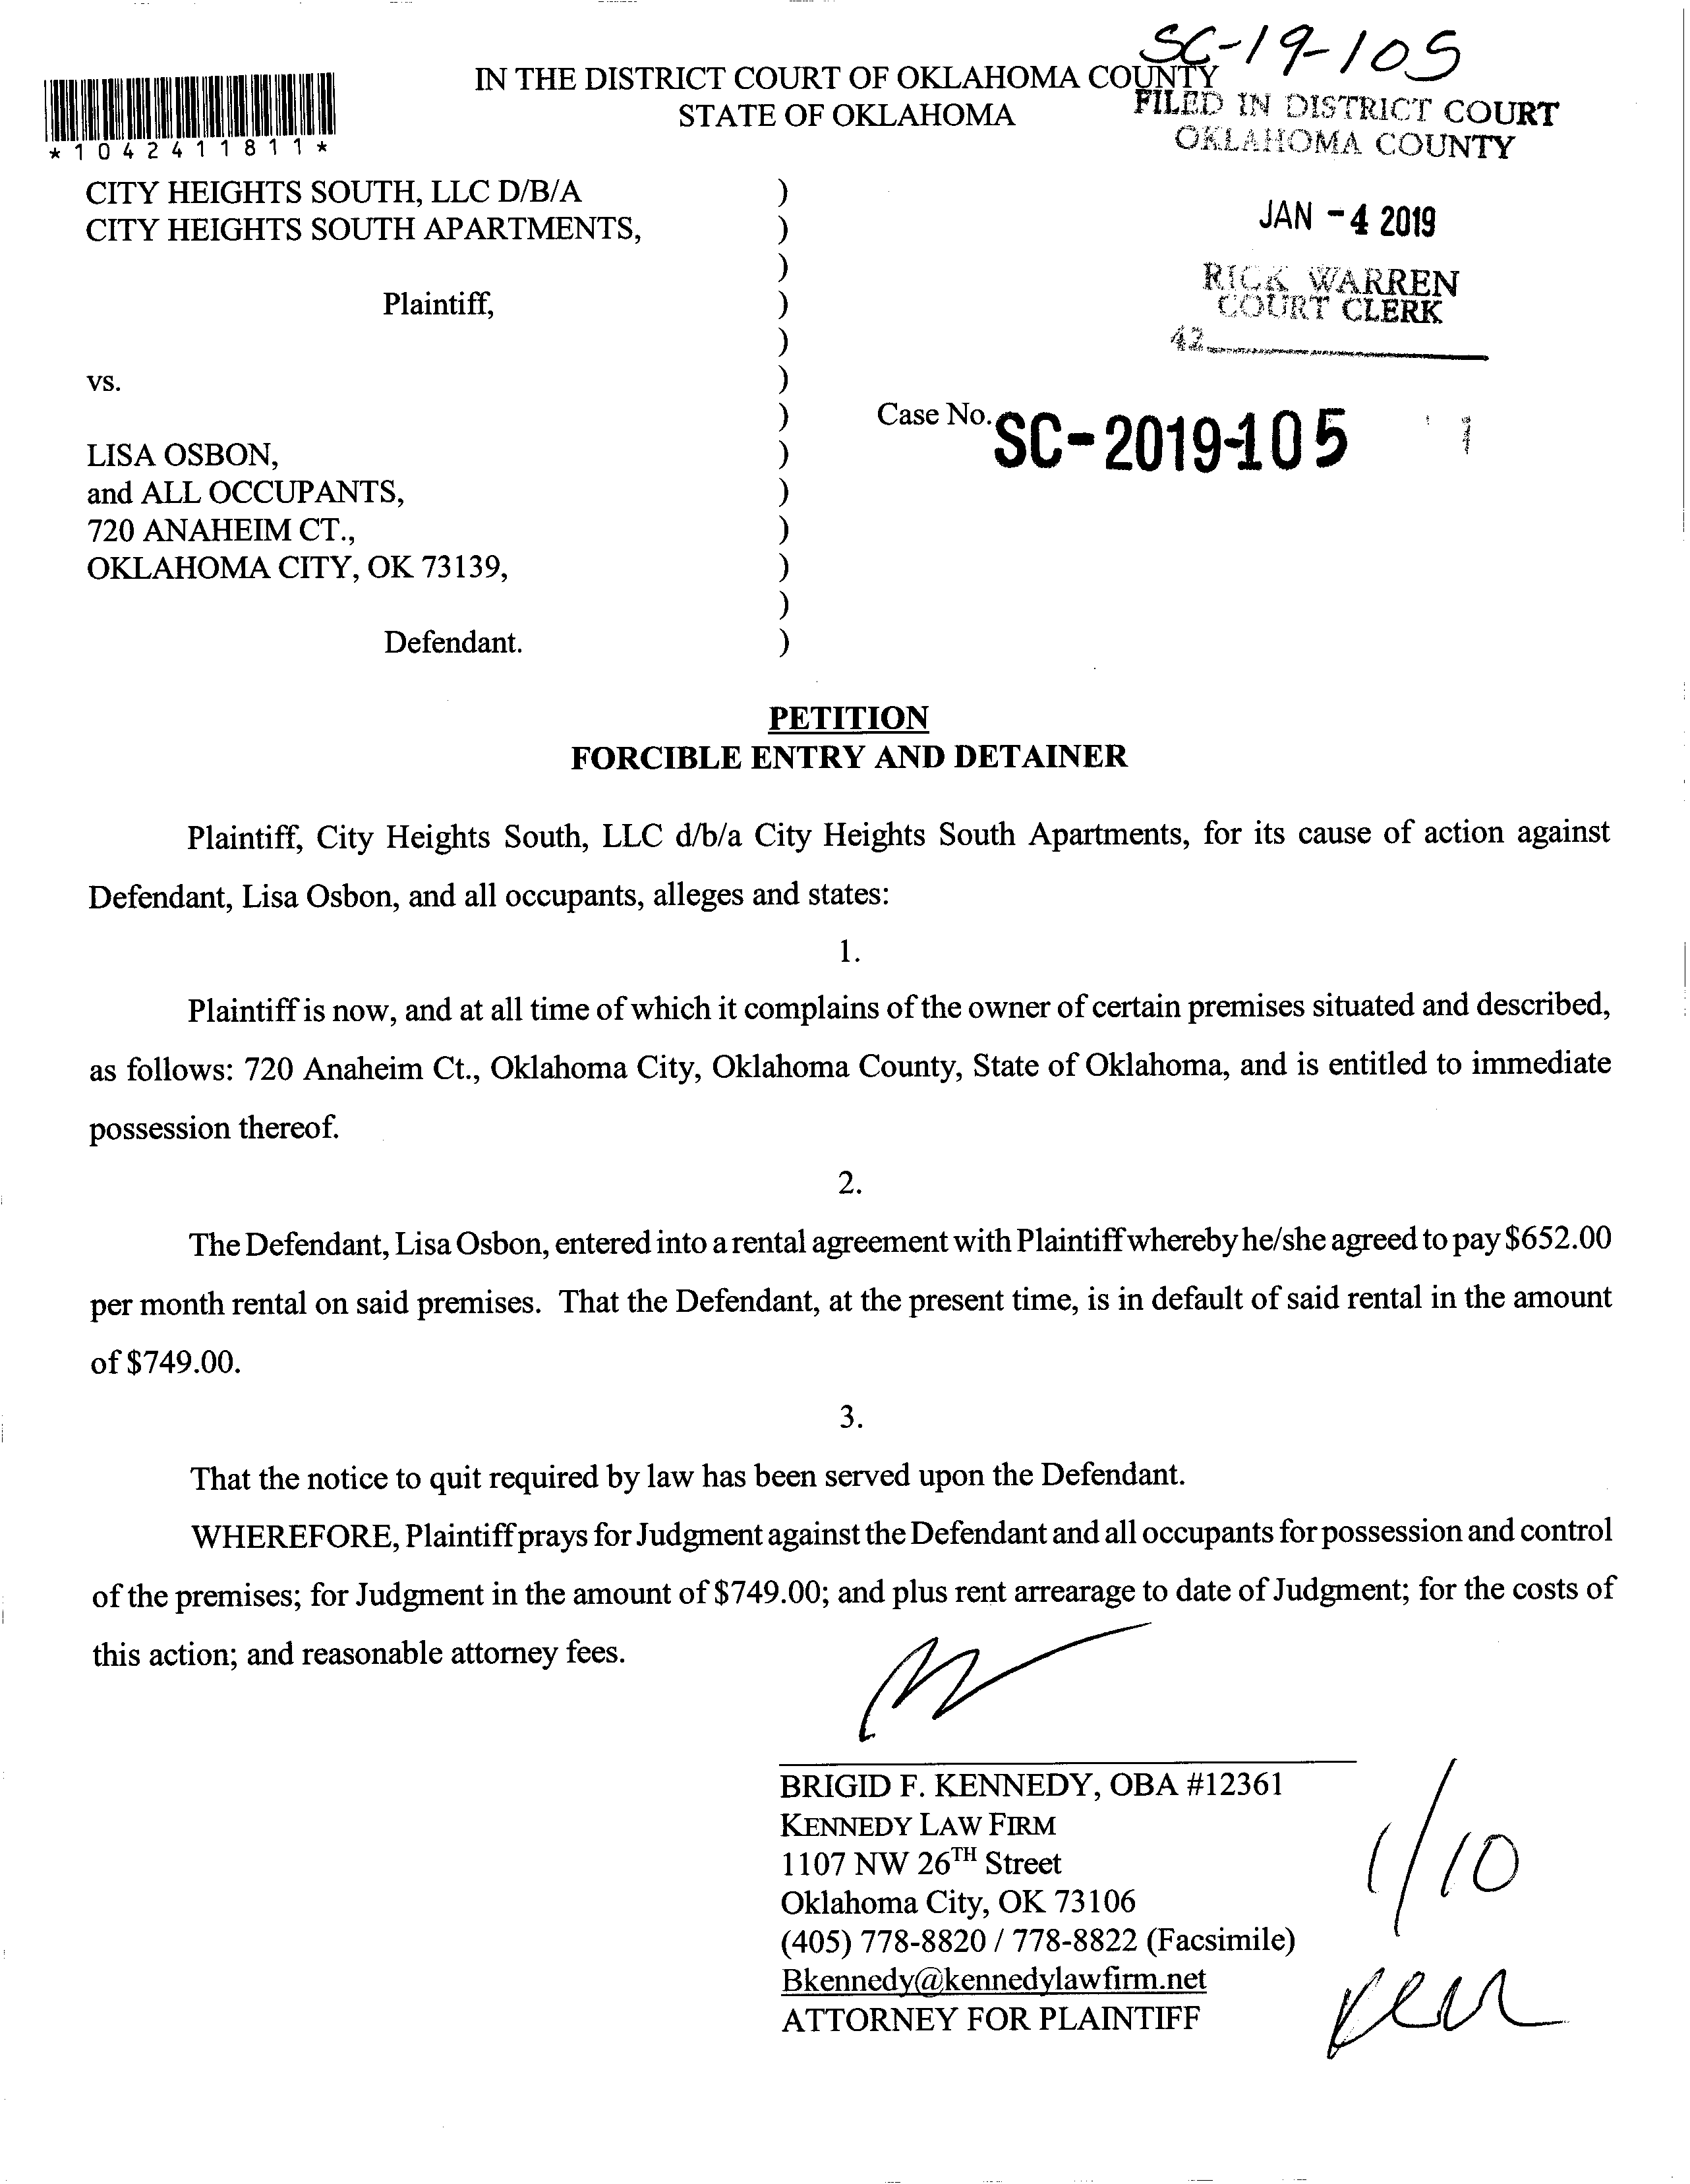 SC-19-105
IN THE DISTRICT COURT OF OKLAHOMA COUNTY
STATE OF OKLAHOMA
FILED IN DISTRICT COURT
OKLAHOMA COUNTY
*1042411811*
JAN -4 2019
RICK WARREN
COURT CLERK
42
CITY HEIGHTS SOUTH, LLC D/B/A )
CITY HEIGHTS SOUTH APARTMENTS, )
)
Plaintiff, )
)
vs. )
) Case No. SC-2019-105
LISA OSBON, )
and ALL OCCUPANTS, )
720 ANAHEIM CT., )
OKLAHOMA CITY, OK 73139, )
)
Defendant. )
PETITION
FORCIBLE ENTRY AND DETAINER
Plaintiff, City Heights South, LLC d/b/a City Heights South Apartments, for its cause of action against
Defendant, Lisa Osbon, and all occupants, alleges and states:
1.
Plaintiff is now, and at all time of which it complains of the owner of certain premises situated and described,
as follows: 720 Anaheim Ct., Oklahoma City, Oklahoma County, State of Oklahoma, and is entitled to immediate
possession thereof.
2.
The Defendant, Lisa Osbon, entered into a rental agreement with Plaintiff whereby he/she agreed to pay $652.00
per month rental on said premises. That the Defendant, at the present time, is in default of said rental in the amount
of $749.00.
3.
That the notice to quit required by law has been served upon the Defendant.
WHEREFORE, Plaintiff prays for Judgment against the Defendant and all occupants for possession and control
of the premises; for Judgment in the amount of $749.00; and plus rent arrearage to date of Judgment; for the costs of
this action; and reasonable attorney fees.
BRIGID F. KENNEDY, OBA #12361
KENNEDY LAW FIRM
1107 NW 26TH Street
Oklahoma City, OK 73106
(405) 778-8820 / 778-8822 (Facsimile)
Bkennedy@kennedylawfirm.net
ATTORNEY FOR PLAINTIFF
1/10